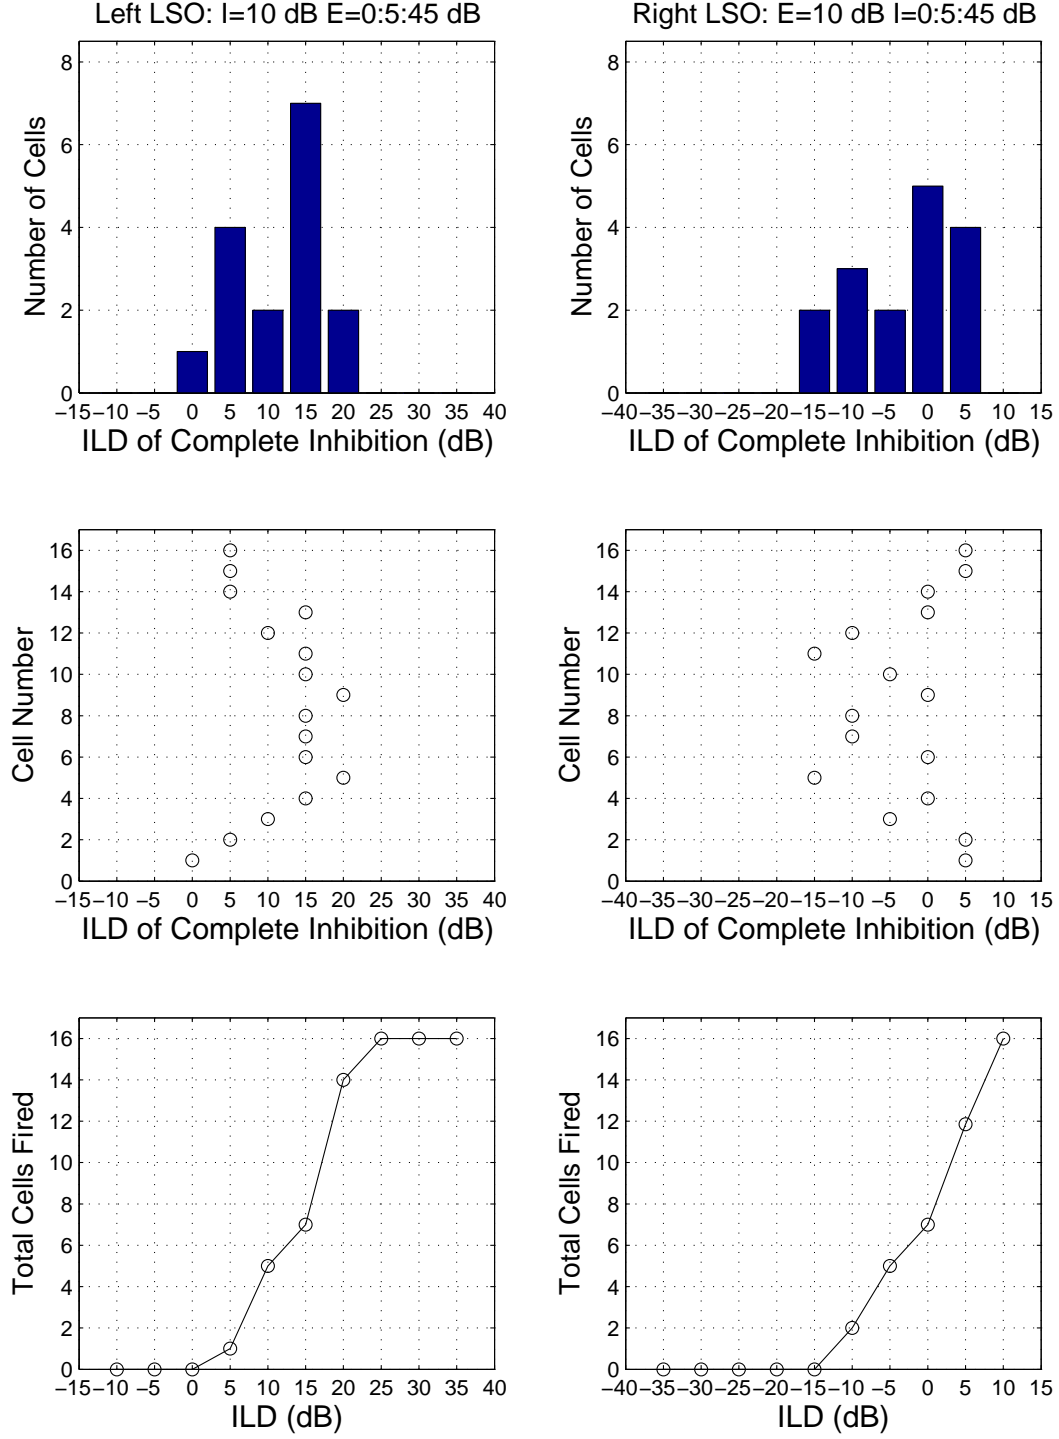 Left LSO: I=10 dB E=0:5:45 dB
Number of Cells
8
6
4
2
0
−15 −10 −5 0 5 10 15 20 25 30 35 40
ILD of Complete Inhibition (dB)
Right LSO: E=10 dB I=0:5:45 dB
Number of Cells
8
6
4
2
0
−40 −35 −30 −25 −20 −15 −10 −5 0 5 10 15
ILD of Complete Inhibition (dB)
Cell Number
16
14
12
10
8
6
4
2
0
−15 −10 −5 0 5 10 15 20 25 30 35 40
ILD of Complete Inhibition (dB)
Cell Number
16
14
12
10
8
6
4
2
0
−40 −35 −30 −25 −20 −15 −10 −5 0 5 10 15
ILD of Complete Inhibition (dB)
Total Cells Fired
16
14
12
10
8
6
4
2
0
−15 −10 −5 0 5 10 15 20 25 30 35 40
ILD (dB)
Total Cells Fired
16
14
12
10
8
6
4
2
0
−40 −35 −30 −25 −20 −15 −10 −5 0 5 10 15
ILD (dB)